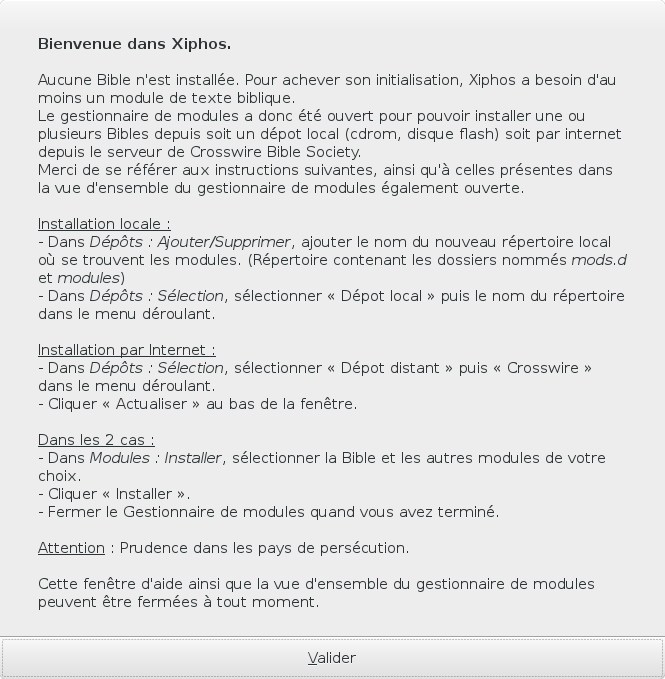 Bienvenue dans Xiphos.
Aucune Bible n'est installée. Pour achever son initialisation, Xiphos a besoin d'au
moins un module de texte biblique.
Le gestionnaire de modules a donc été ouvert pour pouvoir installer une ou
plusieurs Bibles depuis soit un dépot local (cdrom, disque flash) soit par internet
depuis le serveur de Crosswire Bible Society.
Merci de se référer aux instructions suivantes, ainsi qu'à celles présentes dans
la vue d'ensemble du gestionnaire de modules également ouverte.
Installation locale :
- Dans Dépôts : Ajouter/Supprimer, ajouter le nom du nouveau répertoire local
où se trouvent les modules. (Répertoire contenant les dossiers nommés mods.d
et modules)
- Dans Dépôts : Sélection, sélectionner « Dépot local » puis le nom du répertoire
dans le menu déroulant.
Installation par Internet :
- Dans Dépôts : Sélection, sélectionner « Dépot distant » puis « Crosswire »
dans le menu déroulant.
- Cliquer « Actualiser » au bas de la fenêtre.
Dans les 2 cas :
- Dans Modules : Installer, sélectionner la Bible et les autres modules de votre
choix.
- Cliquer « Installer ».
- Fermer le Gestionnaire de modules quand vous avez terminé.
Attention : Prudence dans les pays de persécution.
Cette fenêtre d'aide ainsi que la vue d'ensemble du gestionnaire de modules
peuvent être fermées à tout moment.
Valider